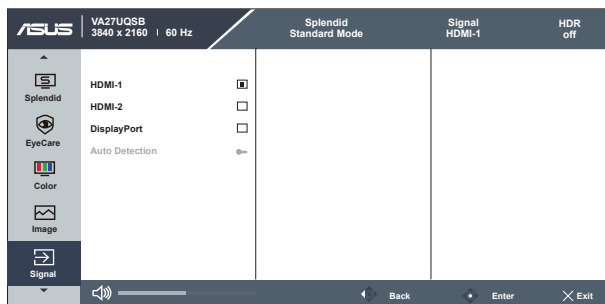 ASUS
VA27UQSB
3840 x 2160 | 60 Hz
Splendid
Standard Mode
Signal
HDMI-1
HDR
off
Splendid
EyeCare
Color
Image
Signal
HDMI-1
HDMI-2
DisplayPort
Auto Detection
Back
Enter
Exit